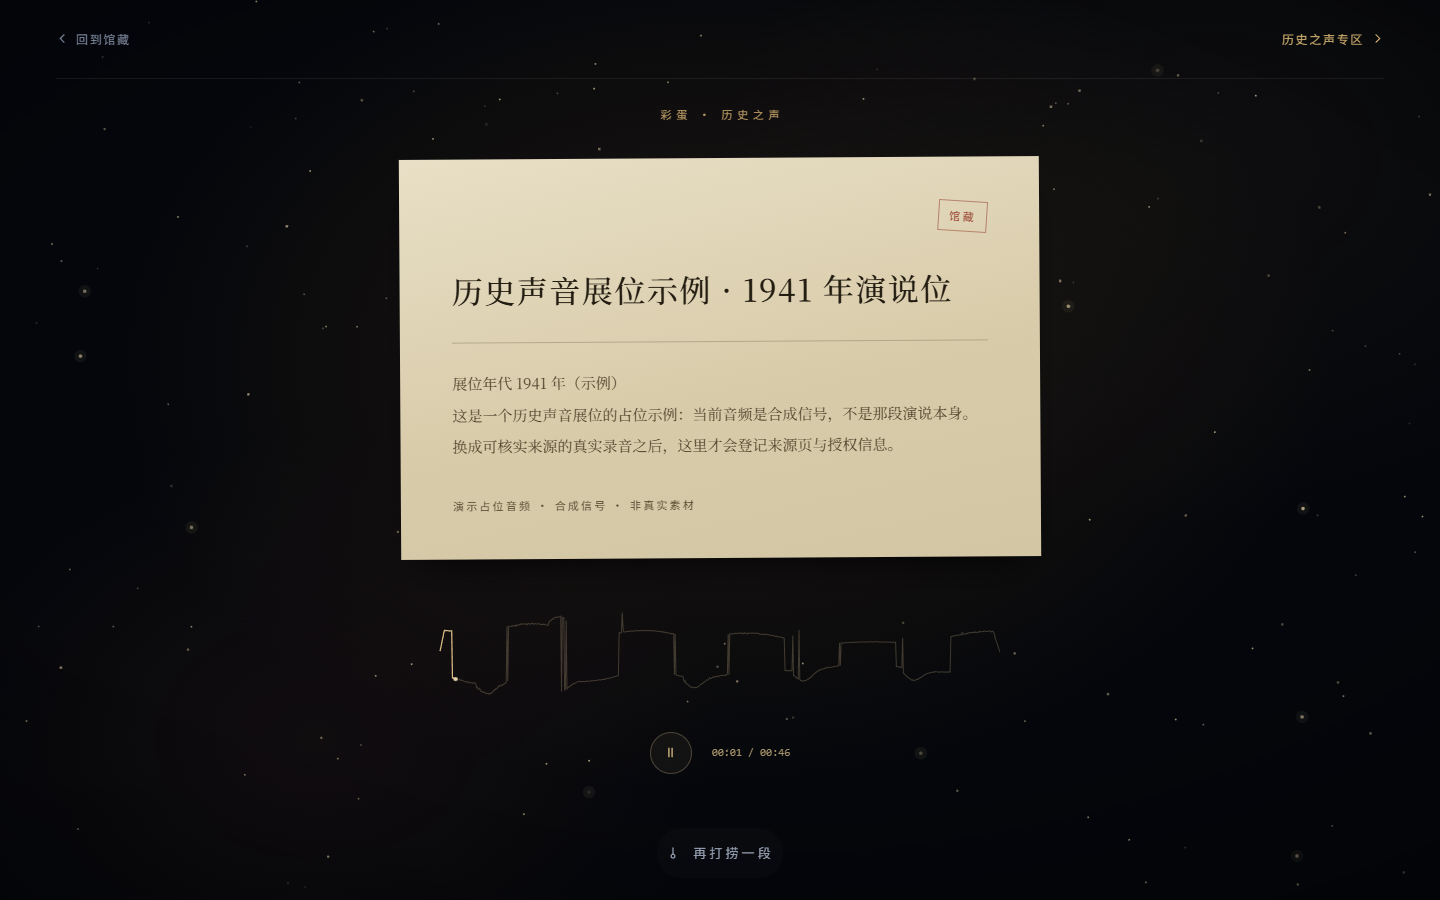 回到馆藏
历史之声专区
彩蛋 · 历史之声
馆藏
历史声音展位示例 · 1941 年演说位
展位年代 1941 年（示例）
这是一个历史声音展位的占位示例：当前音频是合成信号，不是那段演说本身。
换成可核实来源的真实录音之后，这里才会登记来源页与授权信息。
演示占位音频 · 合成信号 · 非真实素材
00:01 / 00:46
再打捞一段